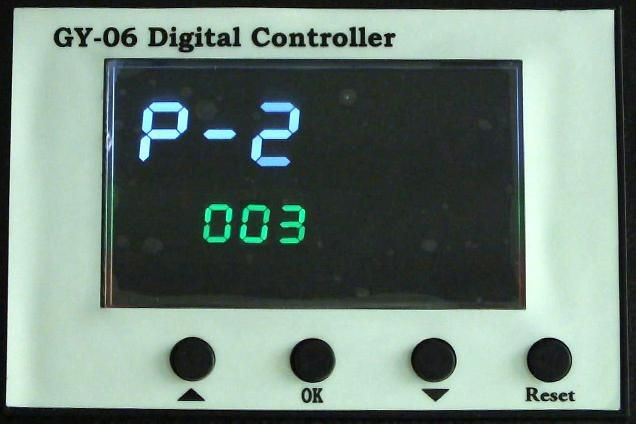 GY-06 Digital Controller
P-2
003
OK
Reset